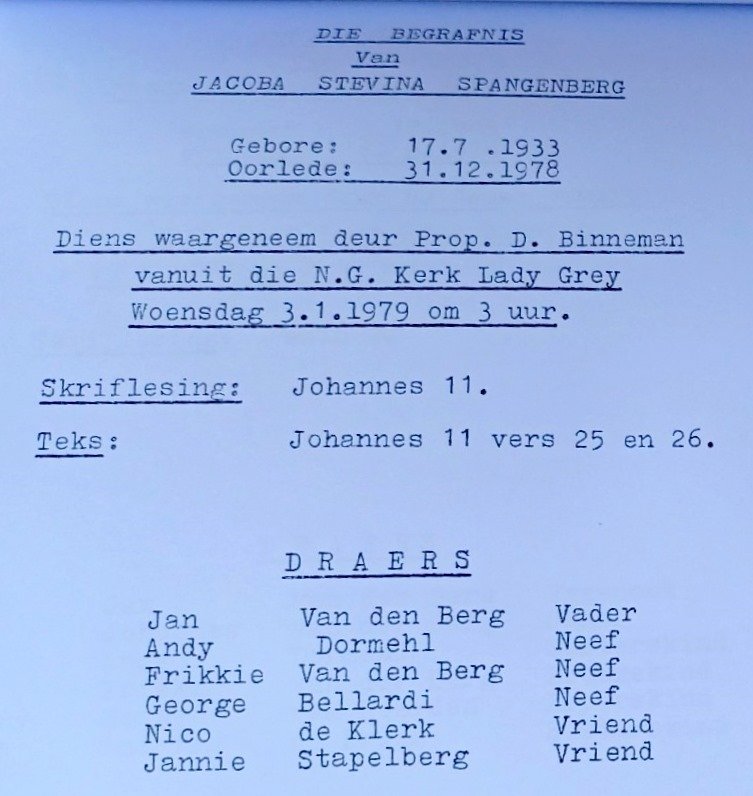 DIE BEGRAFNIS
Van
JACOBA STEVINA SPANGENBERG
Gebore: 17.7 .1933
Oorlede: 31.12.1978
Diens waargeneem deur Prop. D. Binneman
vanuit die N.G. Kerk Lady Grey
Woensdag 3.1.1979 om 3 uur.
Skriflesing: Johannes 11.
Teks: Johannes 11 vers 25 en 26.
D R A E R S
Jan Van den Berg Vader
Andy Dormehl Neef
Frikkie Van den Berg Neef
George Bellardi Neef
Nico de Klerk Vriend
Jannie Stapelberg Vriend